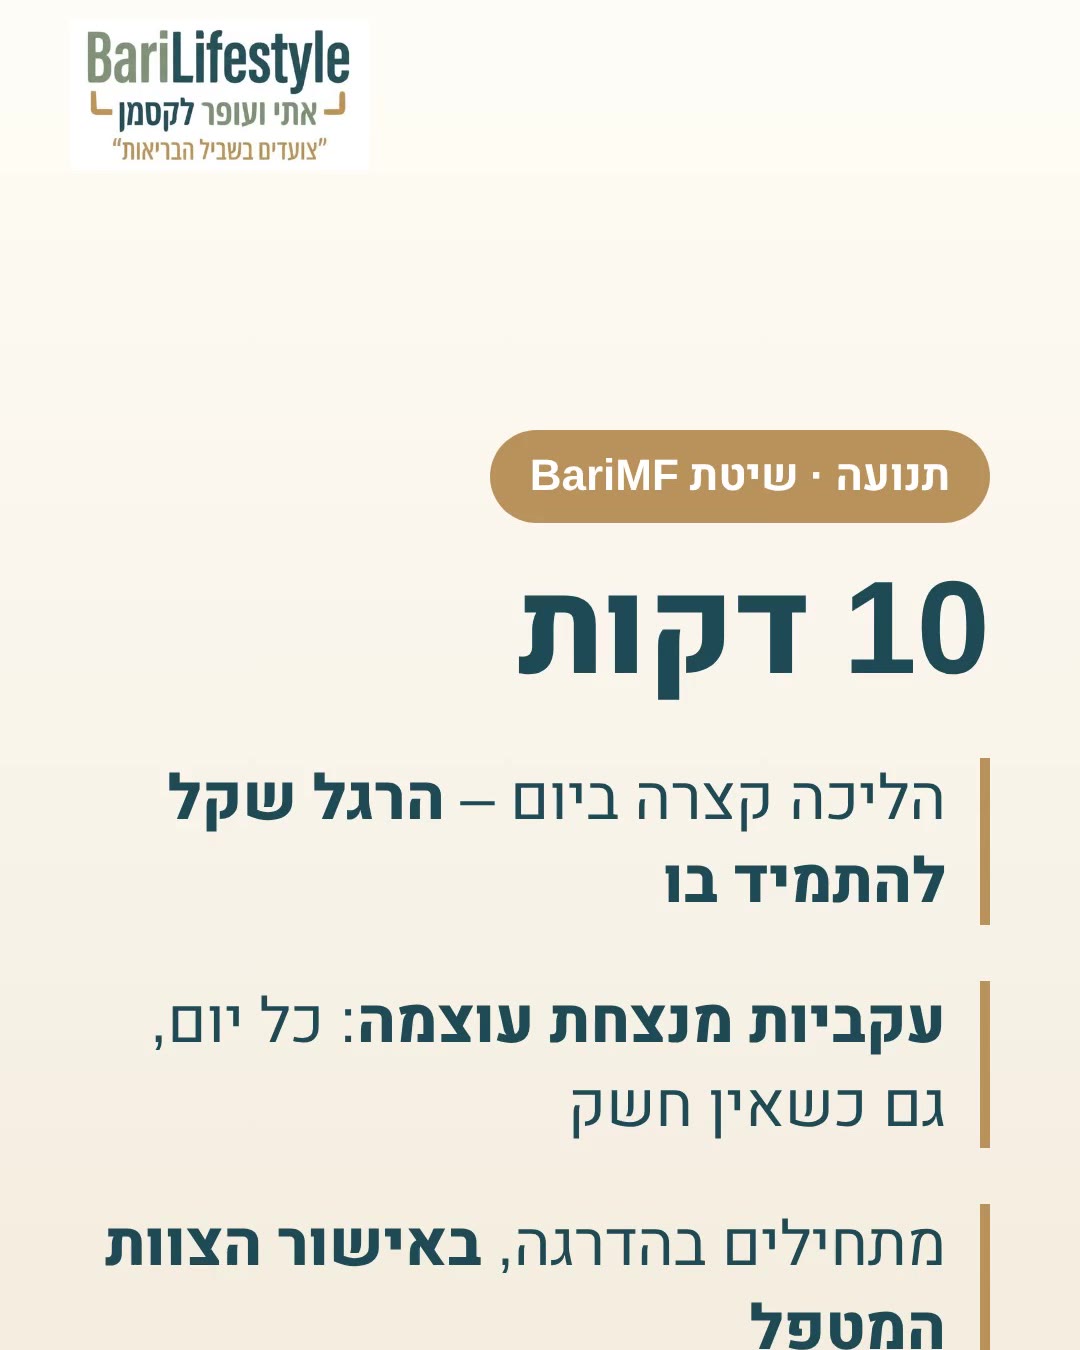 BariLifestyle
אתי ועופר לקסמן
"צועדים בשביל הבריאות"
תנועה · שיטת BariMF
10 דקות
הליכה קצרה ביום – הרגל שקל
להתמיד בו
עקביות מנצחת עוצמה: כל יום,
גם כשאין חשק
מתחילים בהדרגה, באישור הצוות
המטפל